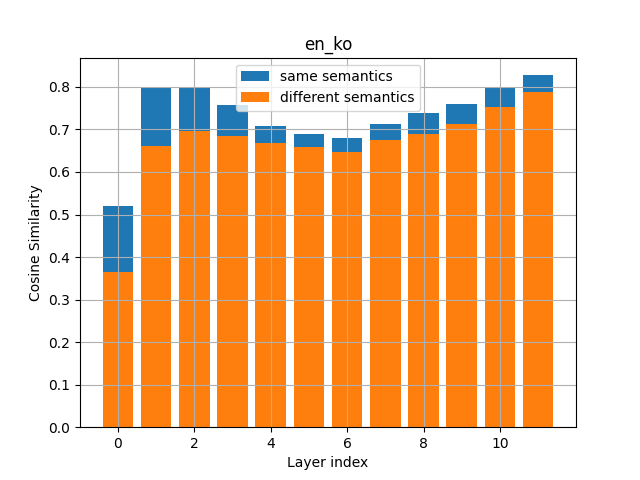 en_ko
same semantics
different semantics
0.8
0.7
0.6
0.5
0.4
0.3
0.2
0.1
0.0
Cosine Similarity
0 2 4 6 8 10
Layer index